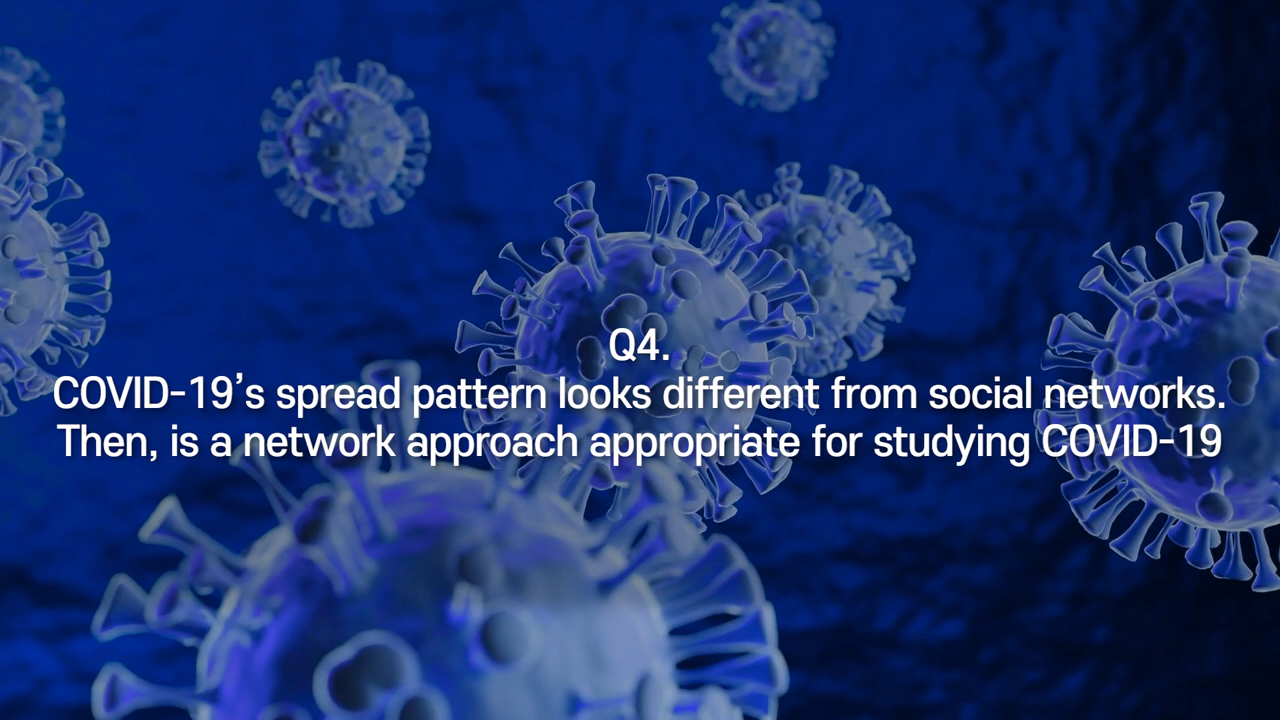 Q4.
COVID-19’s spread pattern looks different from social networks.
Then, is a network approach appropriate for studying COVID-19